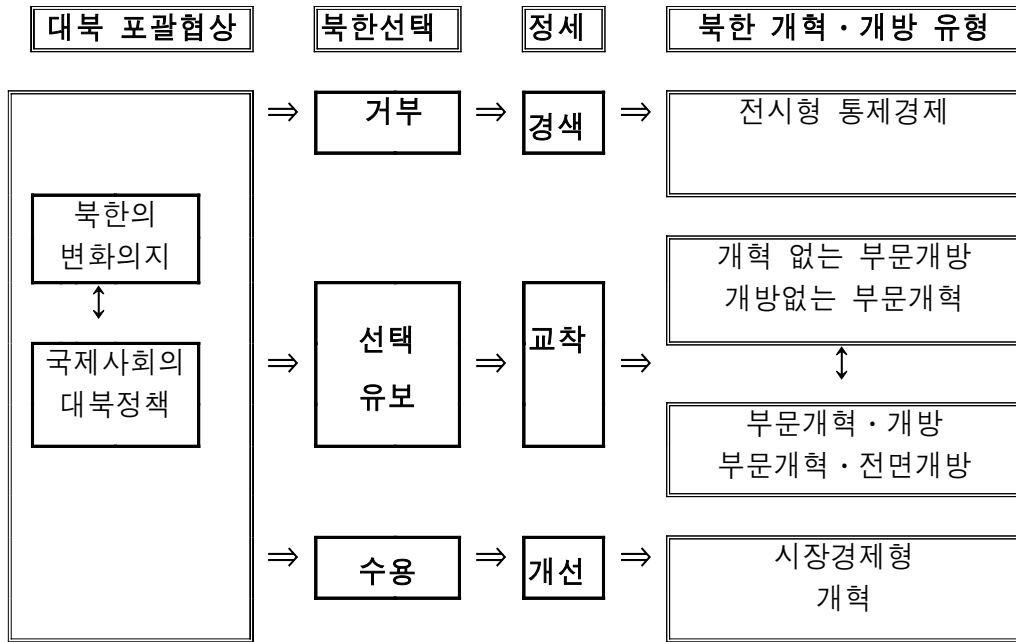 대북 포괄협상
북한선택
정세
북한 개혁・개방 유형
⇒ 거부 ⇒ 경색 ⇒ 전시형 통제경제
북한의
변화의지
↕
국제사회의
대북정책
⇒ 선택
유보
⇒ 교착 ⇒
개혁 없는 부문개방
개방없는 부문개혁
↕
부문개혁・개방
부문개혁・전면개방
⇒ 수용 ⇒ 개선 ⇒
시장경제형
개혁